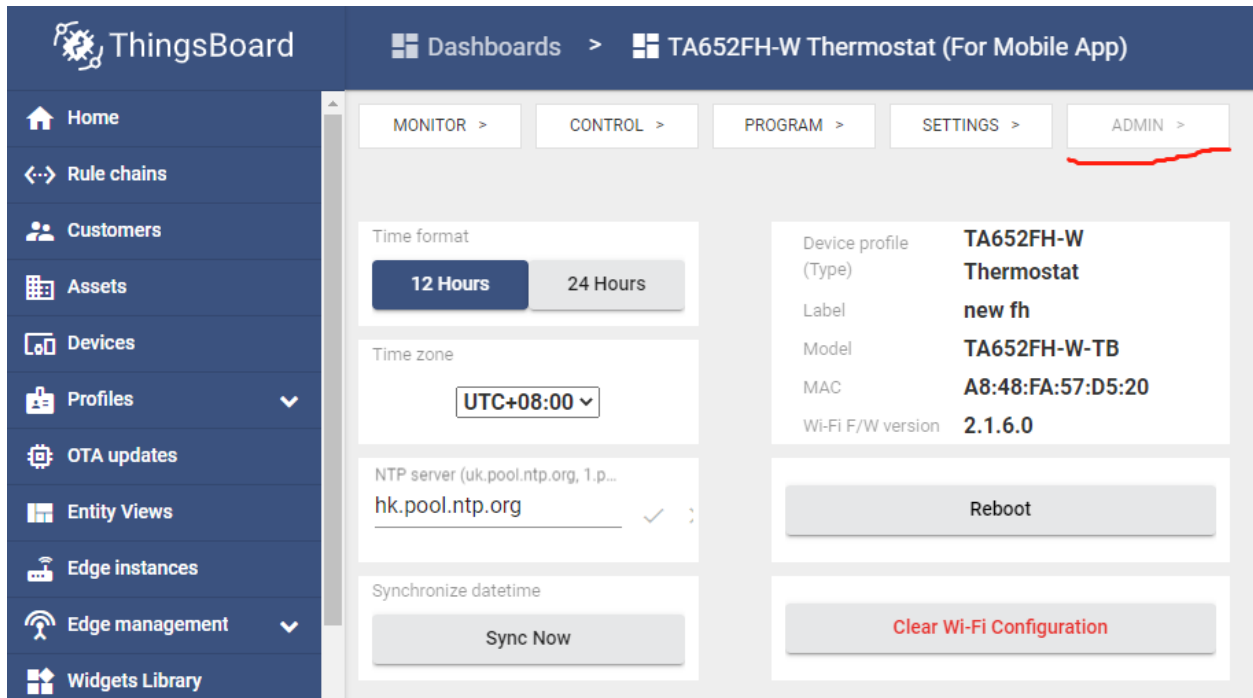 ThingsBoard
Dashboards > TA652FH-W Thermostat (For Mobile App)
Home
Rule chains
Customers
Assets
Devices
Profiles
OTA updates
Entity Views
Edge instances
Edge management
Widgets Library
MONITOR > CONTROL > PROGRAM > SETTINGS > ADMIN >
Time format
12 Hours 24 Hours
Time zone
UTC+08:00
NTP server (uk.pool.ntp.org, 1.p...
hk.pool.ntp.org
Synchronize datetime
Sync Now
Device profile (Type) TA652FH-W Thermostat
Label new fh
Model TA652FH-W-TB
MAC A8:48:FA:57:D5:20
Wi-Fi F/W version 2.1.6.0
Reboot
Clear Wi-Fi Configuration